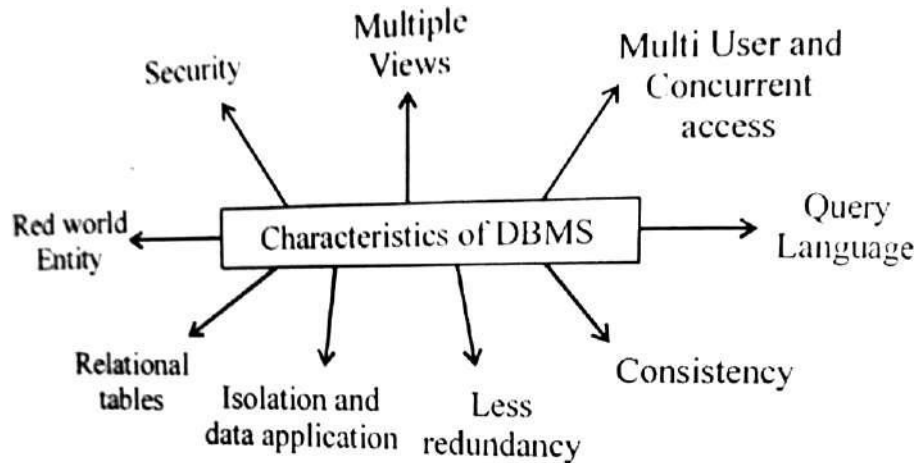 Security
Multiple
Views
Multi User and
Concurrent
access
Red world
Entity
Characteristics of DBMS
Query
Language
Relational
tables
Isolation and
data application
Less
redundancy
Consistency